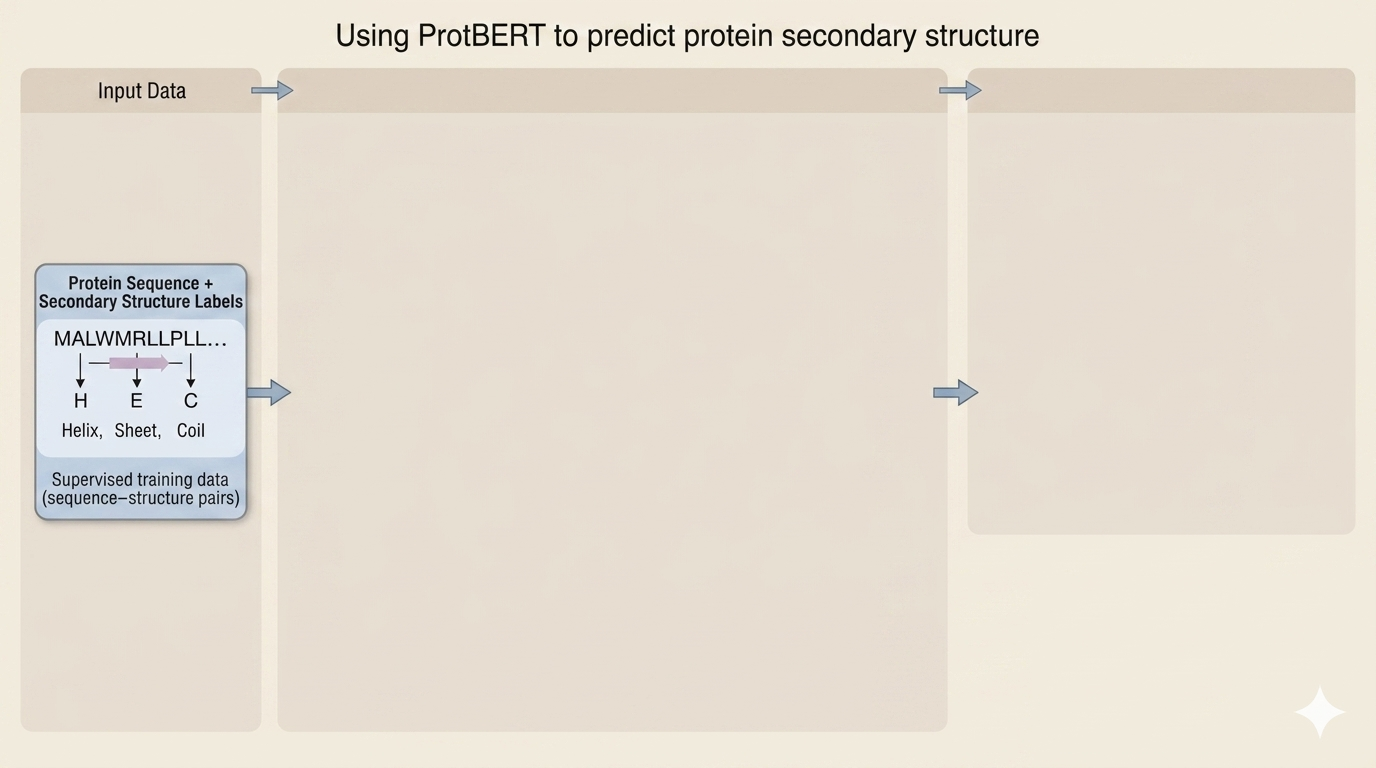 Using ProtBERT to predict protein secondary structure
Input Data
Protein Sequence +
Secondary Structure Labels
MALWMRLLPLL...
H E C
Helix, Sheet, Coil
Supervised training data
(sequence–structure pairs)